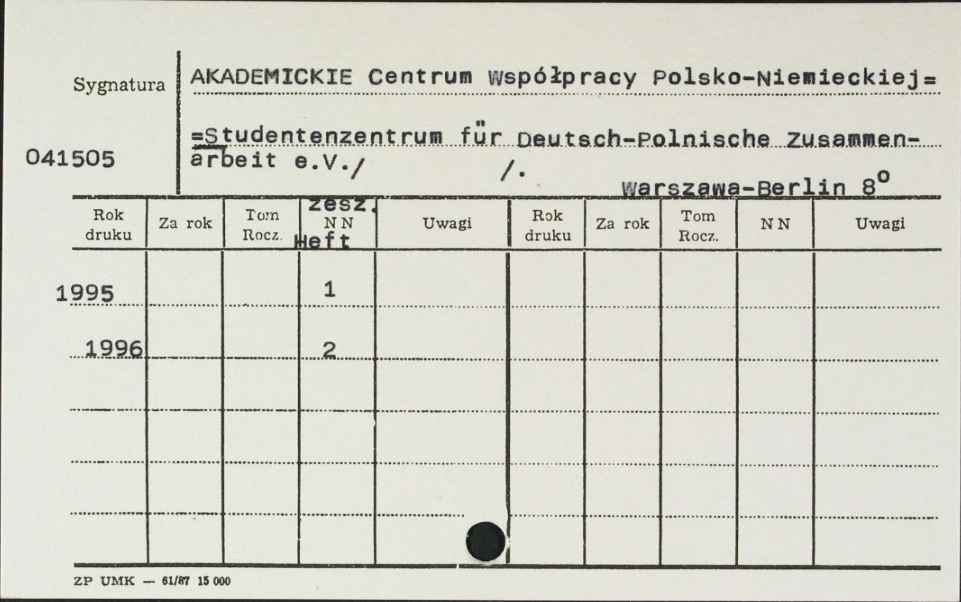 Sygnatura
AKADEMICKIE Centrum Współpracy Polsko-Niemieckiej=
=Studentenzentrum für Deutsch-Polnische Zusammen-
041505
arbeit e.V./ /.
Warszawa-Berlin 8º
Rok druku Za rok Tom Rocz. zesz. NN Heft Uwagi Rok druku Za rok Tom Rocz. NN Uwagi
1995 1
1996 2
ZP UMK — 61/87 15 000